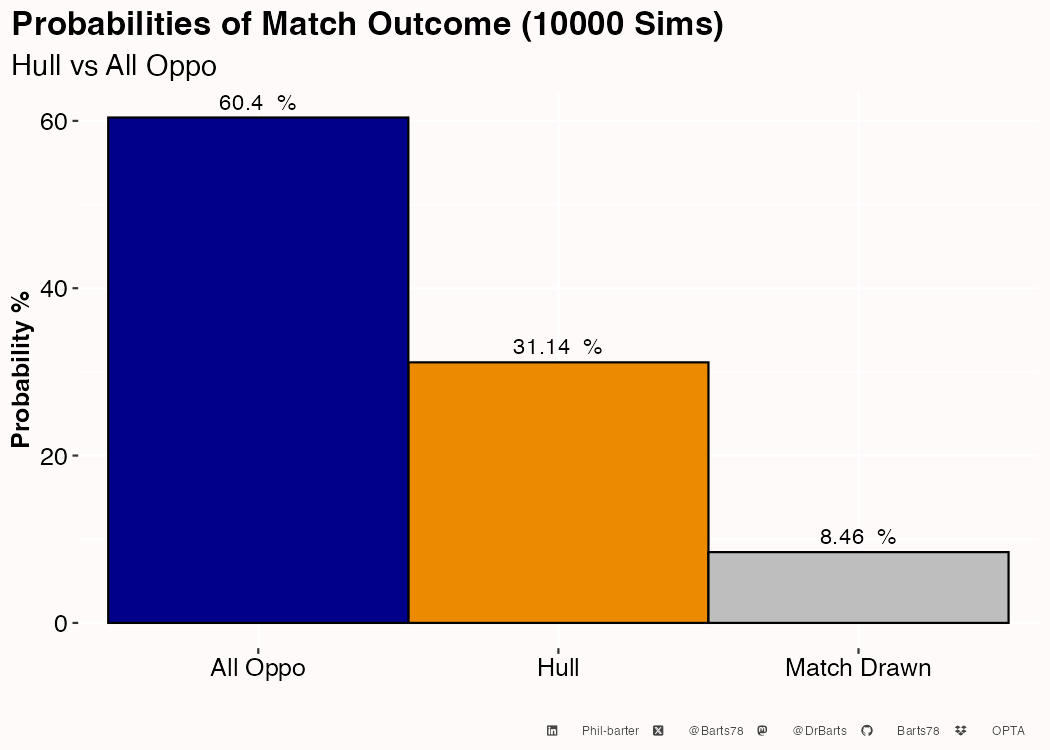 Probabilities of Match Outcome (10000 Sims)
Hull vs All Oppo
60.4 %
60
40
31.14 %
Probability %
20
8.46 %
0
All Oppo Hull Match Drawn
Phil-barter @Barts78 @DrBarts Barts78 OPTA